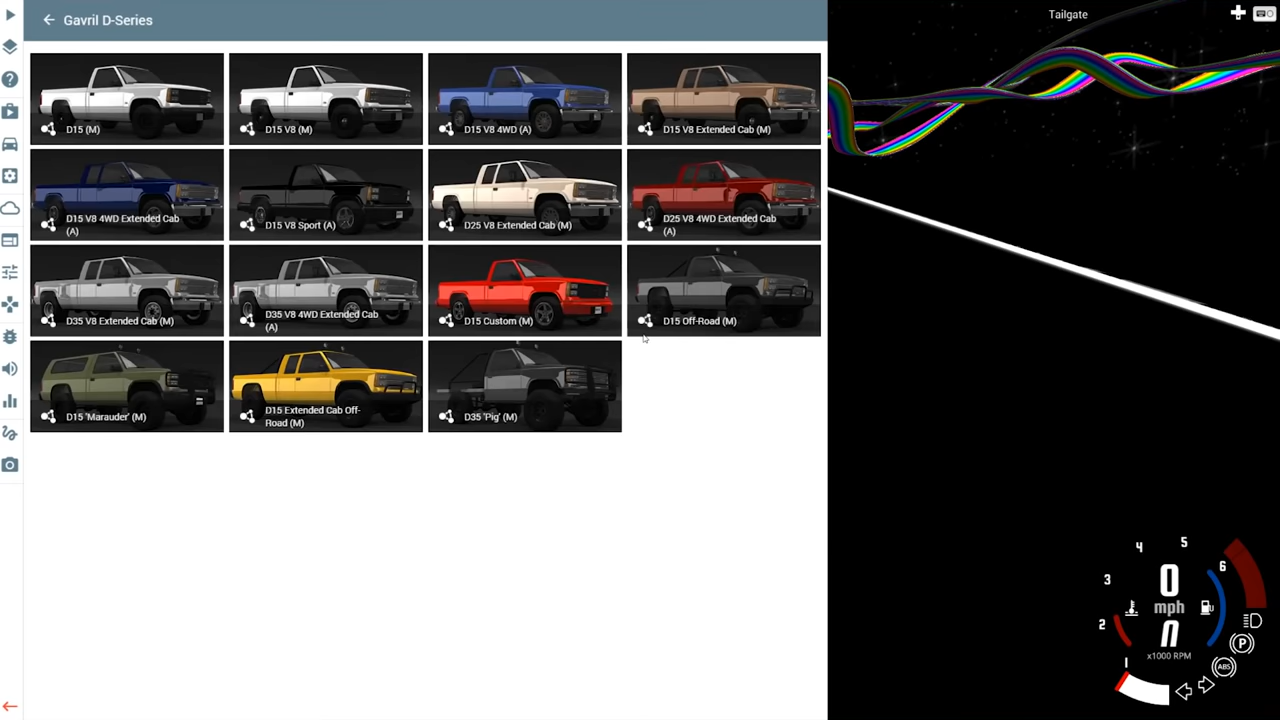 Gavril D-Series
Tailgate
D15 (M)
D15 V8 (M)
D15 V8 4WD (A)
D15 V8 Extended Cab (M)
D15 V8 4WD Extended Cab
(A)
D15 V8 Sport (A)
D25 V8 Extended Cab (M)
D25 V8 4WD Extended Cab
(A)
D35 V8 Extended Cab (M)
D35 V8 4WD Extended Cab
(A)
D15 Custom (M)
D15 Off-Road (M)
D15 'Marauder' (M)
D15 Extended Cab Off-
Road (M)
D35 'Pig' (M)
4
5
3
6
0
mph
2
n
x1000 RPM
1
P
ABS